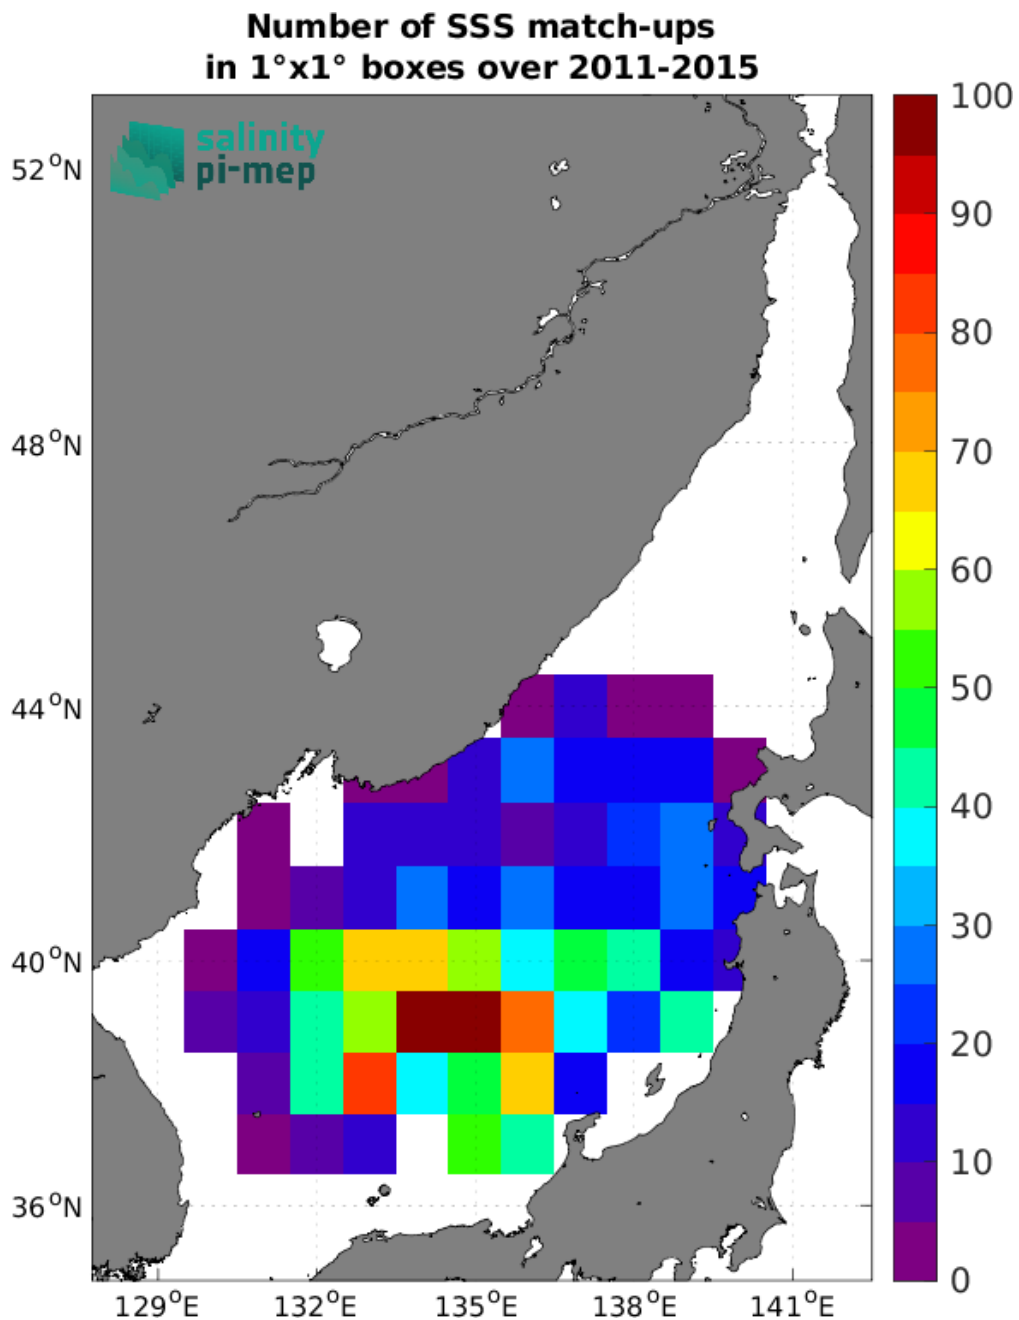 Number of SSS match-ups
in 1°x1° boxes over 2011-2015
salinity
pi-mep
52°N
48°N
44°N
40°N
36°N
129°E
132°E
135°E
138°E
141°E
100
90
80
70
60
50
40
30
20
10
0